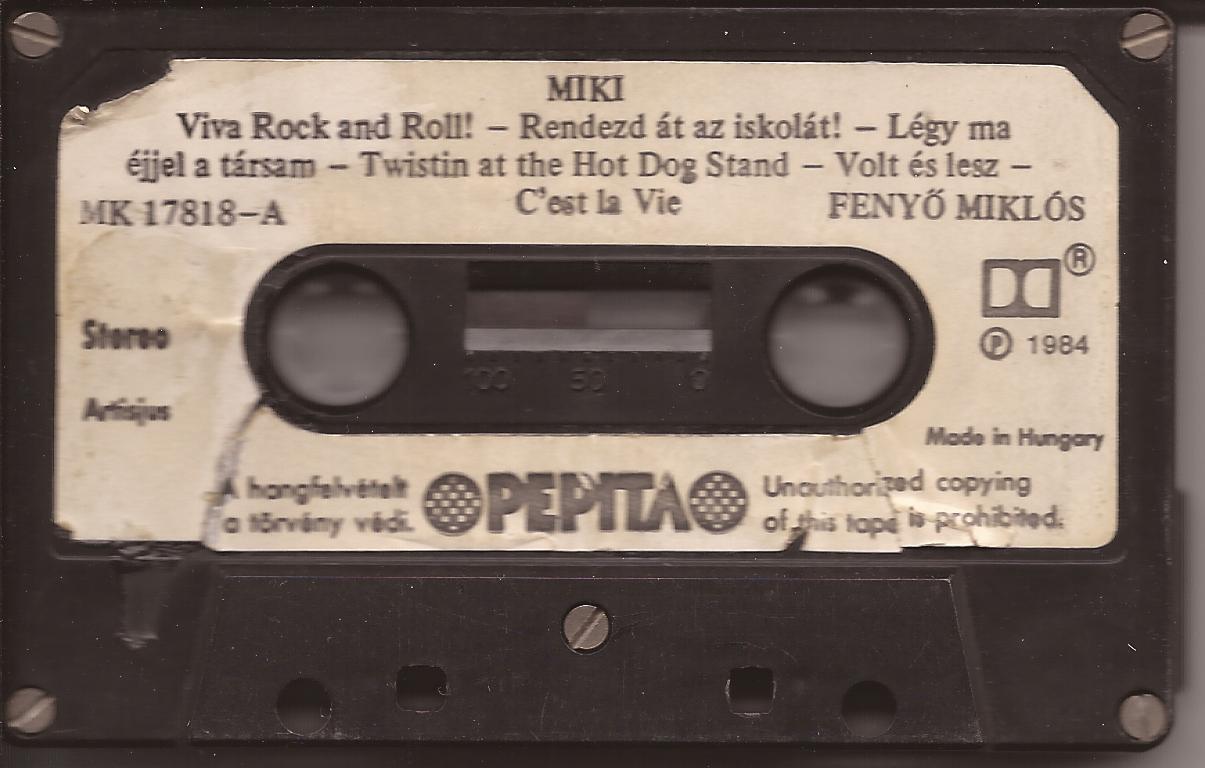 MIKI
Viva Rock and Roll! – Rendezd át az iskolát! – Légy ma
éjjel a társam – Twistin at the Hot Dog Stand – Volt és lesz –
C'est la Vie
MK 17818–A
FENYŐ MIKLÓS
®
Stereo
℗ 1984
100 50 0
Artisjus
Made in Hungary
A hangfelvételt
a törvény védi.
PEPITA
Unauthorized copying
of this tape is prohibited.